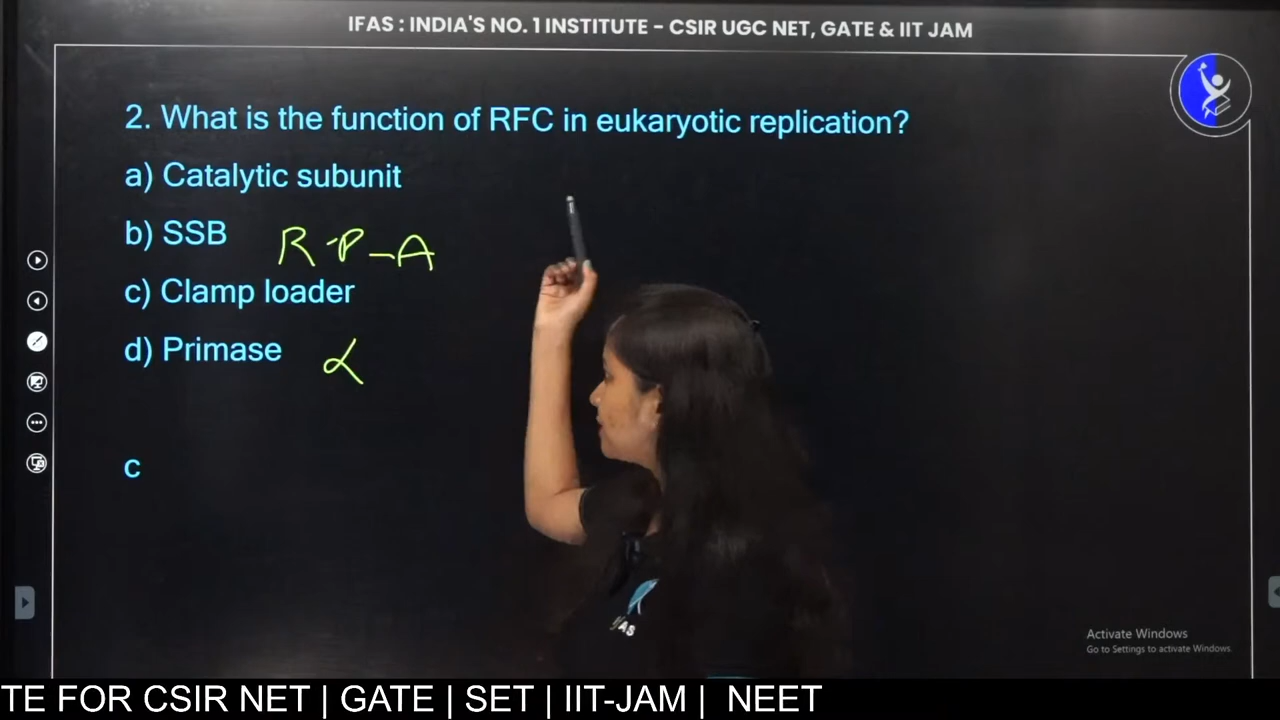 IFAS : INDIA'S NO. 1 INSTITUTE – CSIR UGC NET, GATE & IIT JAM
2. What is the function of RFC in eukaryotic replication?
a) Catalytic subunit
b) SSB R-P-A
c) Clamp loader
d) Primase α
c
IFAS
Activate Windows
Go to Settings to activate Windows.
TE FOR CSIR NET | GATE | SET | IIT-JAM | NEET